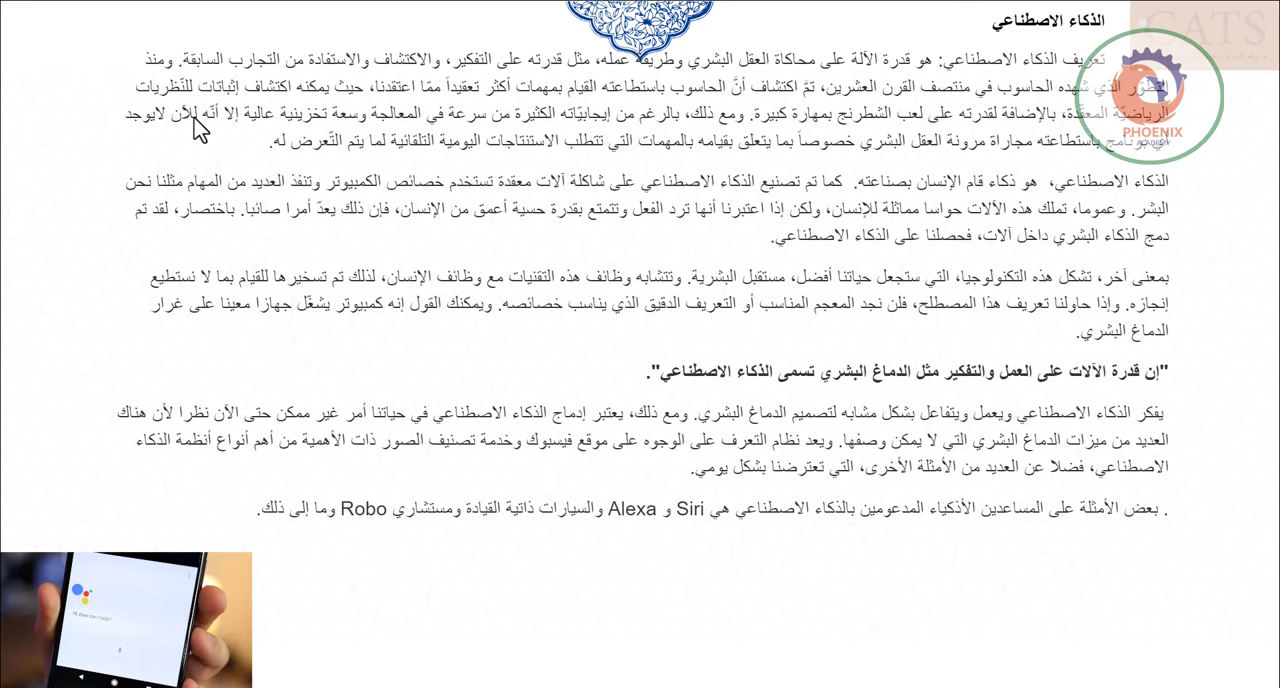 الذكاء الاصطناعي
CATS
تعريف الذكاء الاصطناعي: هو قدرة الآلة على محاكاة العقل البشري وطريقة عمله، مثل قدرته على التفكير، والاكتشاف والاستفادة من التجارب السابقة. ومنذ
التطور الذي شهده الحاسوب في منتصف القرن العشرين، تمَّ اكتشاف أنَّ الحاسوب باستطاعته القيام بمهمات أكثر تعقيداً ممّا اعتقدنا، حيث يمكنه اكتشاف إثباتات للنّظريات
الرياضيّة المعقّدة، بالإضافة لقدرته على لعب الشطرنج بمهارة كبيرة. ومع ذلك، بالرغم من إيجابيّاته الكثيرة من سرعة في المعالجة وسعة تخزينية عالية إلا أنّه للآن لايوجد
أي برنامج باستطاعته مجاراة مرونة العقل البشري خصوصاً بما يتعلق بقيامه بالمهمات التي تتطلب الاستنتاجات اليومية التلقائية لما يتم التّعرض له.
PHOENIX
ACADEMY
الذكاء الاصطناعي، هو ذكاء قام الإنسان بصناعته. كما تم تصنيع الذكاء الاصطناعي على شاكلة آلات معقدة تستخدم خصائص الكمبيوتر وتنفذ العديد من المهام مثلنا نحن
البشر. وعموما، تملك هذه الآلات حواسا مماثلة للإنسان، ولكن إذا اعتبرنا أنها ترد الفعل وتتمتع بقدرة حسية أعمق من الإنسان، فإن ذلك يعدّ أمرا صائبا. باختصار، لقد تم
دمج الذكاء البشري داخل آلات، فحصلنا على الذكاء الاصطناعي.
بمعنى آخر، تشكل هذه التكنولوجيا، التي ستجعل حياتنا أفضل، مستقبل البشرية. وتتشابه وظائف هذه التقنيات مع وظائف الإنسان، لذلك تم تسخيرها للقيام بما لا نستطيع
إنجازه. وإذا حاولنا تعريف هذا المصطلح، فلن نجد المعجم المناسب أو التعريف الدقيق الذي يناسب خصائصه. ويمكنك القول إنه كمبيوتر يشغّل جهازا معينا على غرار
الدماغ البشري.
"إن قدرة الآلات على العمل والتفكير مثل الدماغ البشري تسمى الذكاء الاصطناعي".
يفكر الذكاء الاصطناعي ويعمل ويتفاعل بشكل مشابه لتصميم الدماغ البشري. ومع ذلك، يعتبر إدماج الذكاء الاصطناعي في حياتنا أمر غير ممكن حتى الآن نظرا لأن هناك
العديد من ميزات الدماغ البشري التي لا يمكن وصفها. ويعد نظام التعرف على الوجوه على موقع فيسبوك وخدمة تصنيف الصور ذات الأهمية من أهم أنواع أنظمة الذكاء
الاصطناعي، فضلا عن العديد من الأمثلة الأخرى، التي تعترضنا بشكل يومي.
. بعض الأمثلة على المساعدين الأذكياء المدعومين بالذكاء الاصطناعي هي Siri و Alexa والسيارات ذاتية القيادة ومستشاري Robo وما إلى ذلك.
Hi, how can I help?